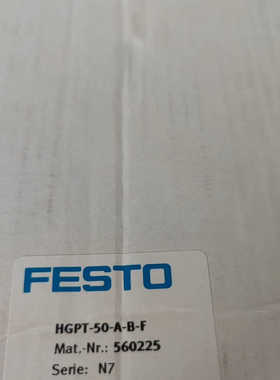 FESTO
HGPT-50-A-B-F
Mat.-Nr.: 560225
Serie: N7